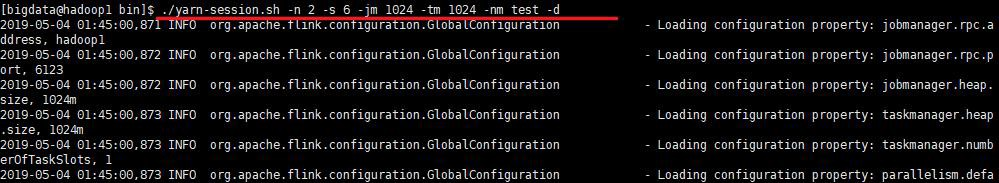 [bigdata@hadoop1 bin]$ ./yarn-session.sh -n 2 -s 6 -jm 1024 -tm 1024 -nm test -d
2019-05-04 01:45:00,871 INFO  org.apache.flink.configuration.GlobalConfiguration            - Loading configuration property: jobmanager.rpc.a
ddress, hadoop1
2019-05-04 01:45:00,872 INFO  org.apache.flink.configuration.GlobalConfiguration            - Loading configuration property: jobmanager.rpc.p
ort, 6123
2019-05-04 01:45:00,872 INFO  org.apache.flink.configuration.GlobalConfiguration            - Loading configuration property: jobmanager.heap.
size, 1024m
2019-05-04 01:45:00,873 INFO  org.apache.flink.configuration.GlobalConfiguration            - Loading configuration property: taskmanager.heap
.size, 1024m
2019-05-04 01:45:00,873 INFO  org.apache.flink.configuration.GlobalConfiguration            - Loading configuration property: taskmanager.numb
erOfTaskSlots, 1
2019-05-04 01:45:00,873 INFO  org.apache.flink.configuration.GlobalConfiguration            - Loading configuration property: parallelism.defa